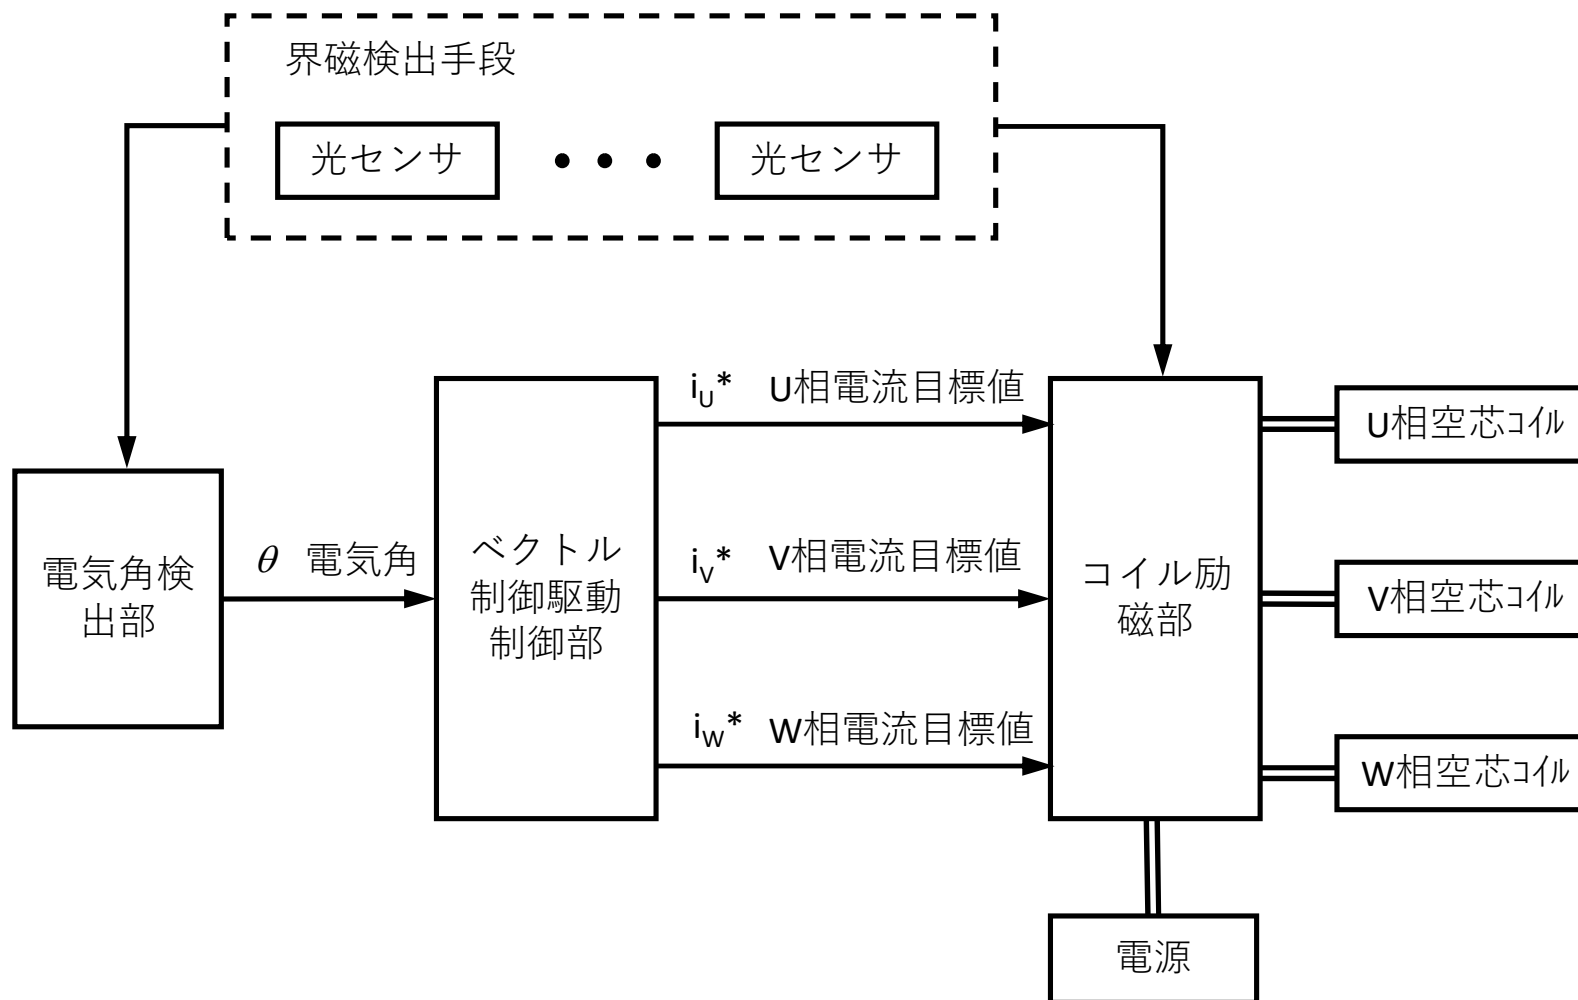 界磁検出手段
光センサ
光センサ
i_U* U相電流目標値
U相空芯ｺｲﾙ
電気角検
出部
θ 電気角
ベクトル
制御駆動
制御部
i_V* V相電流目標値
コイル励
磁部
V相空芯ｺｲﾙ
i_W* W相電流目標値
W相空芯ｺｲﾙ
電源